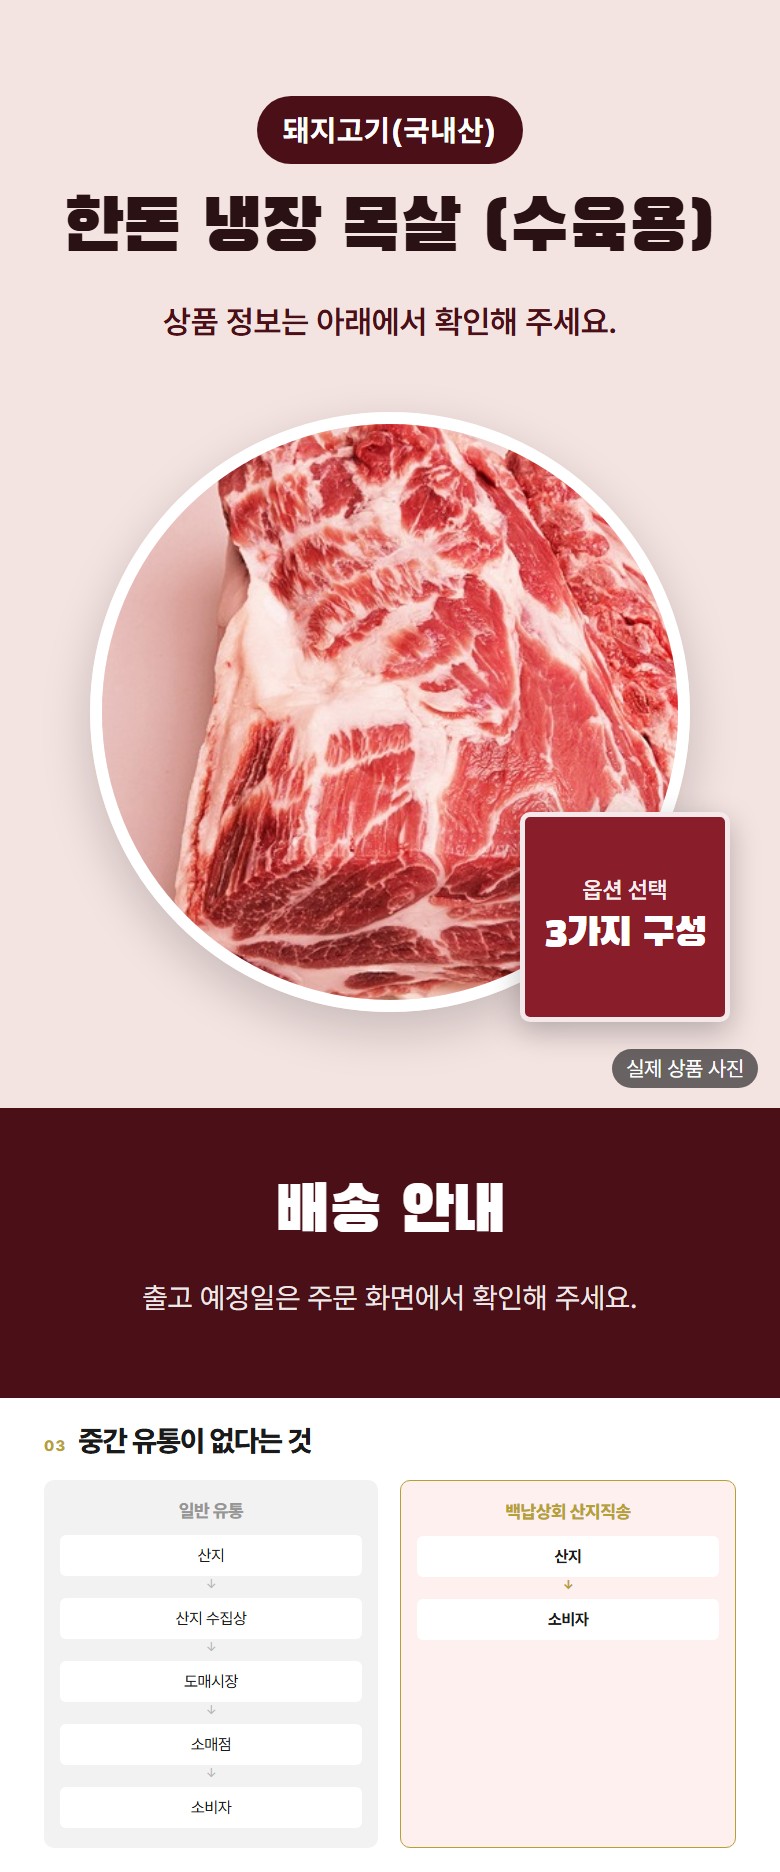 돼지고기(국내산)
한돈 냉장 목살 (수육용)
상품 정보는 아래에서 확인해 주세요.
옵션 선택
3가지 구성
실제 상품 사진
배송 안내
출고 예정일은 주문 화면에서 확인해 주세요.
03 중간 유통이 없다는 것
일반 유통
산지
↓
산지 수집상
↓
도매시장
↓
소매점
↓
소비자
백납상회 산지직송
산지
↓
소비자